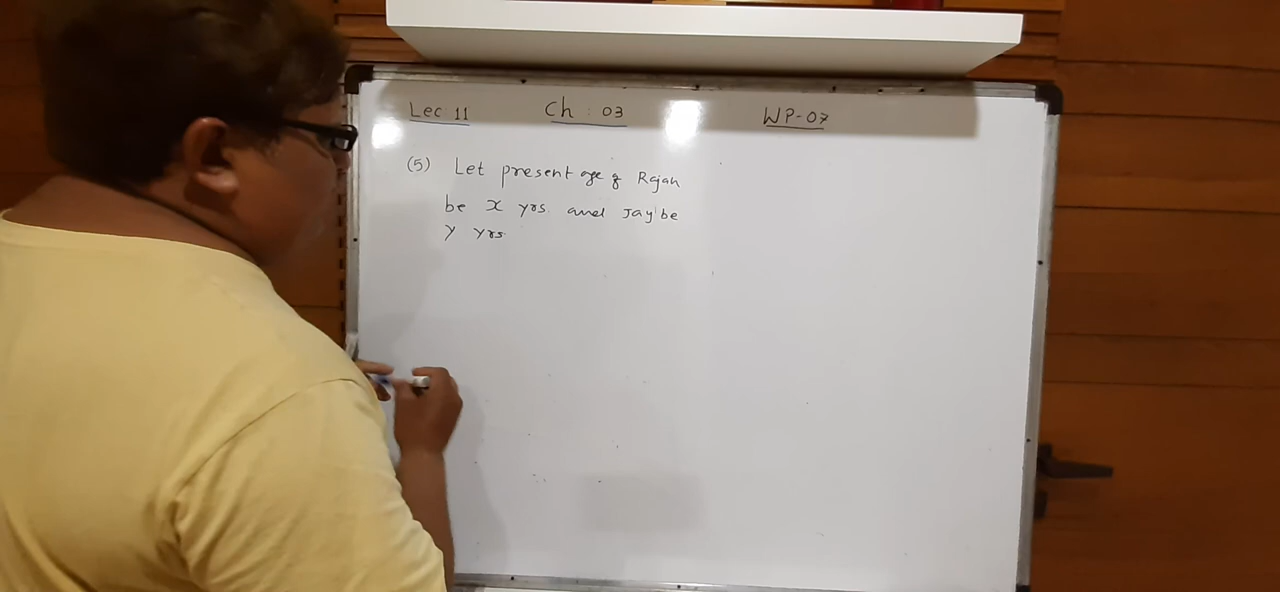 Lec 11 Ch : 03 WP-07
(5) Let present age of Rajan
be x yrs. and Jay be
y yrs.